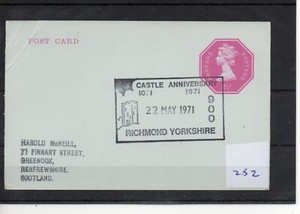 POST CARD
CASTLE ANNIVERSARY
1071 1971
900
22 MAY 1971
RICHMOND YORKSHIRE
HAROLD McNEILL,
77 FINNART STREET,
GREENOCK,
RENFREWSHIRE,
SCOTLAND.
252